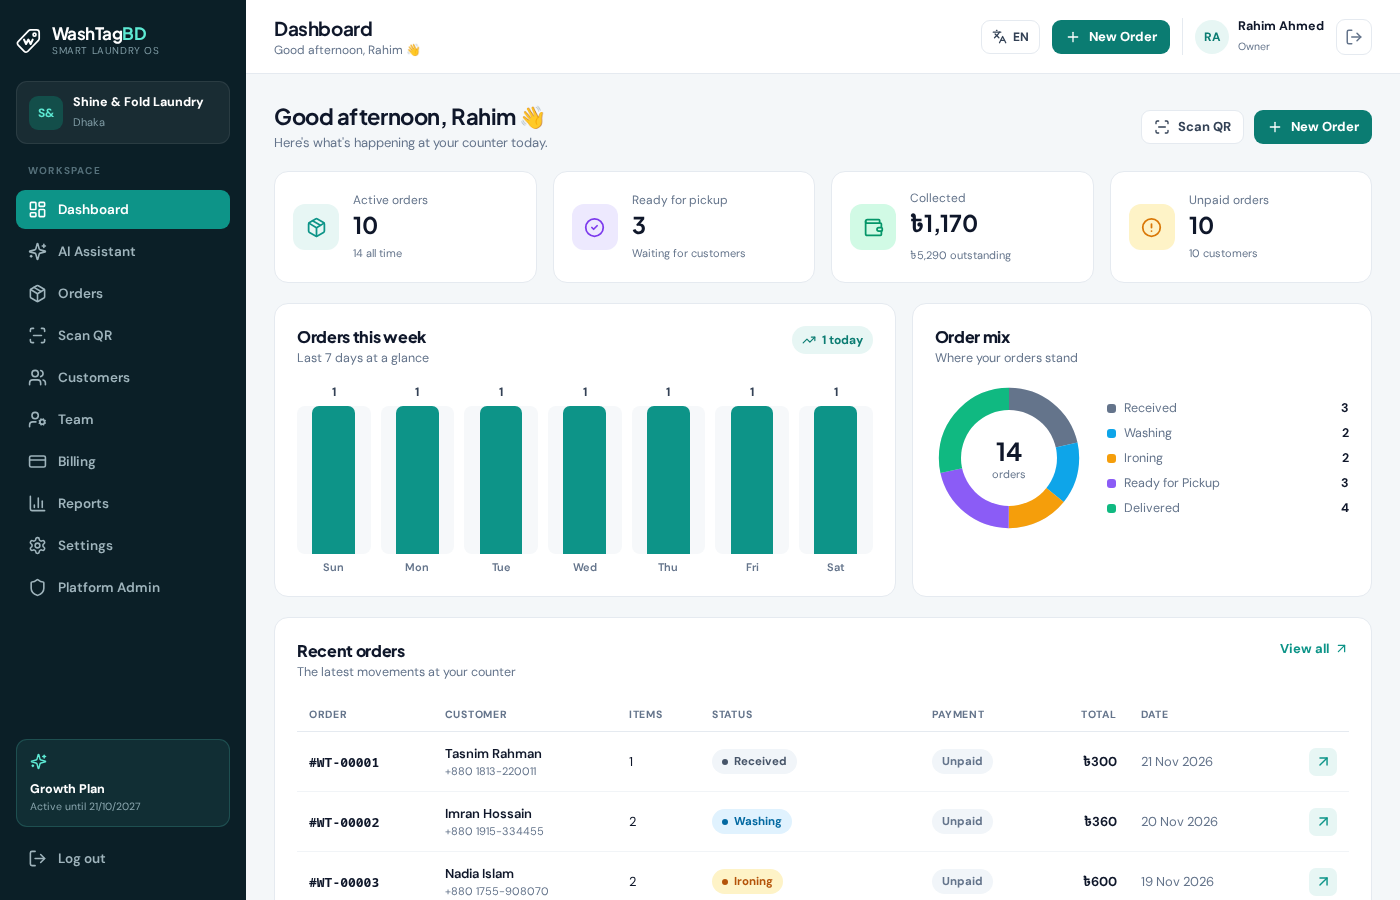 WashTagBD
SMART LAUNDRY OS
S&
Shine & Fold Laundry
Dhaka
WORKSPACE
Dashboard
AI Assistant
Orders
Scan QR
Customers
Team
Billing
Reports
Settings
Platform Admin
Growth Plan
Active until 21/10/2027
Log out
Dashboard
Good afternoon, Rahim 👋
EN
New Order
RA
Rahim Ahmed
Owner
Good afternoon, Rahim 👋
Here's what's happening at your counter today.
Scan QR
New Order
Active orders
10
14 all time
Ready for pickup
3
Waiting for customers
Collected
৳1,170
৳5,290 outstanding
Unpaid orders
10
10 customers
Orders this week
Last 7 days at a glance
1 today
1 1 1 1 1 1 1
Sun Mon Tue Wed Thu Fri Sat
Order mix
Where your orders stand
14
orders
Received 3
Washing 2
Ironing 2
Ready for Pickup 3
Delivered 4
Recent orders
The latest movements at your counter
View all
ORDER CUSTOMER ITEMS STATUS PAYMENT TOTAL DATE
#WT-00001 Tasnim Rahman 1 Received Unpaid ৳300 21 Nov 2026
+880 1813-220011
#WT-00002 Imran Hossain 2 Washing Unpaid ৳360 20 Nov 2026
+880 1915-334455
#WT-00003 Nadia Islam 2 Ironing Unpaid ৳600 19 Nov 2026
+880 1755-908070